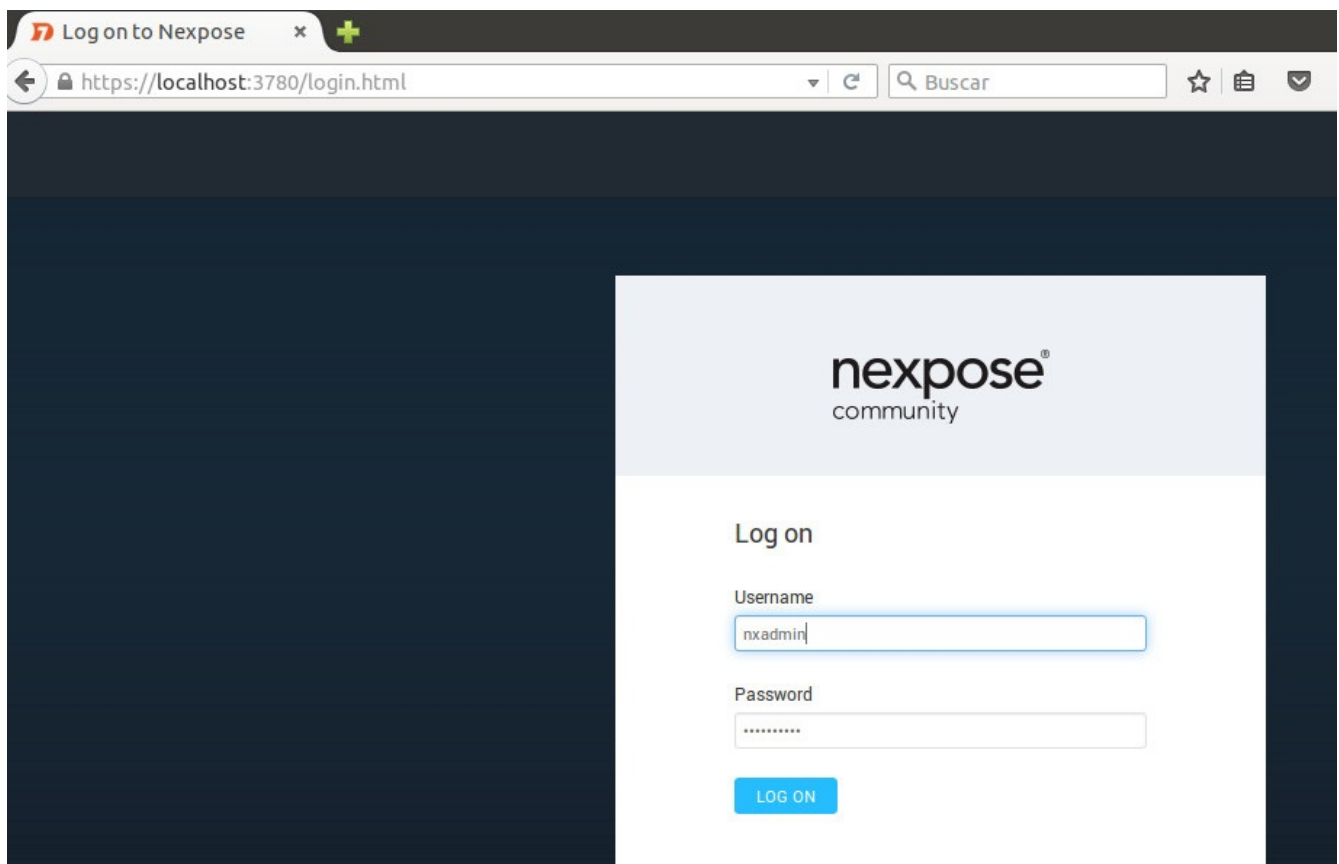 Log on to Nexpose
https://localhost:3780/login.html
Buscar
nexpose®
community
Log on
Username
nxadmin
Password
••••••••••
LOG ON